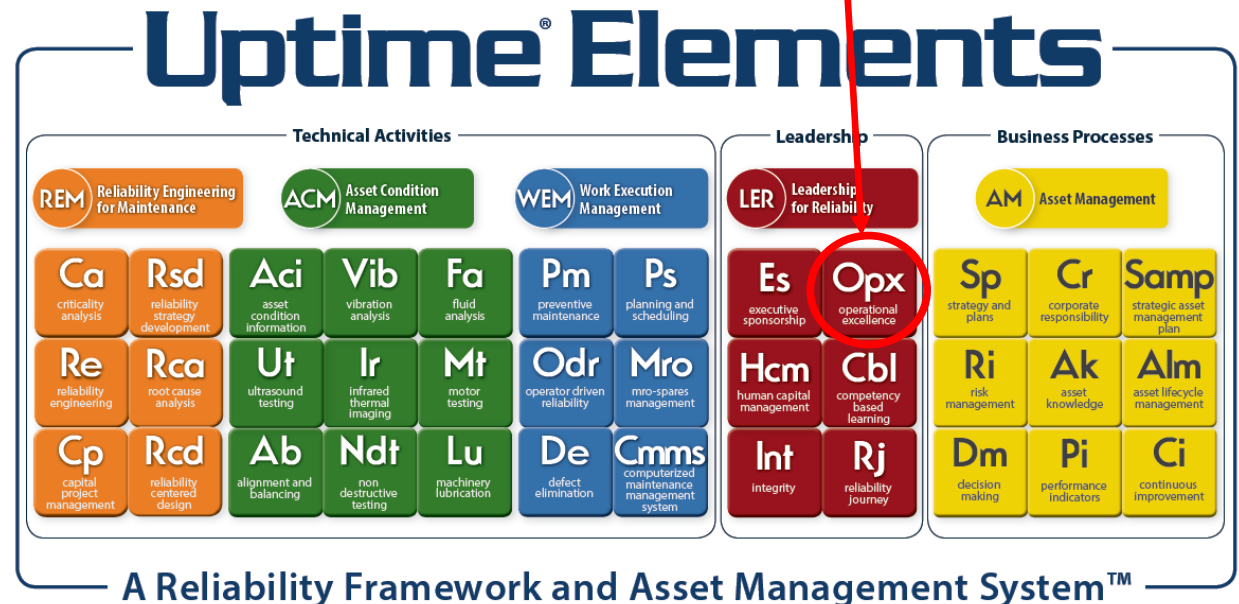 Uptime® Elements
Technical Activities
Leadership
Business Processes
REM
Reliability Engineering
for Maintenance
ACM
Asset Condition
Management
WEM
Work Execution
Management
LER
Leadership
for Reliability
AM
Asset Management
Ca
criticality
analysis
Rsd
reliability
strategy
development
Aci
asset
condition
information
Vib
vibration
analysis
Fa
fluid
analysis
Pm
preventive
maintenance
Ps
planning and
scheduling
Es
executive
sponsorship
Opx
operational
excellence
Sp
strategy and
plans
Cr
corporate
responsibility
Samp
strategic asset
management
plan
Re
reliability
engineering
Rca
root cause
analysis
Ut
ultrasound
testing
Ir
infrared
thermal
imaging
Mt
motor
testing
Odr
operator driven
reliability
Mro
mro-spares
management
Hcm
human capital
management
Cbl
competency
based
learning
Ri
risk
management
Ak
asset
knowledge
Alm
asset lifecycle
management
Cp
capital
project
management
Rcd
reliability
centered
design
Ab
alignment and
balancing
Ndt
non
destructive
testing
Lu
machinery
lubrication
De
defect
elimination
Cmms
computerized
maintenance
management
system
Int
integrity
Rj
reliability
journey
Dm
decision
making
Pi
performance
indicators
Ci
continuous
improvement
A Reliability Framework and Asset Management System™